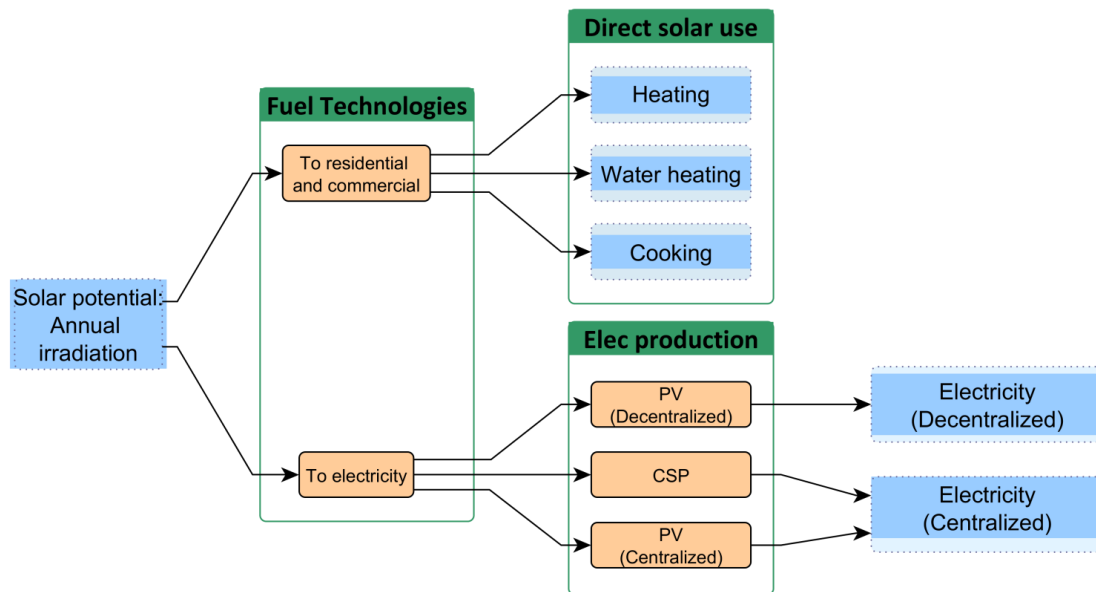 Direct solar use
Heating
Water heating
Cooking
Fuel Technologies
To residential
and commercial
To electricity
Solar potential:
Annual
irradiation
Elec production
PV
(Decentralized)
CSP
PV
(Centralized)
Electricity
(Decentralized)
Electricity
(Centralized)